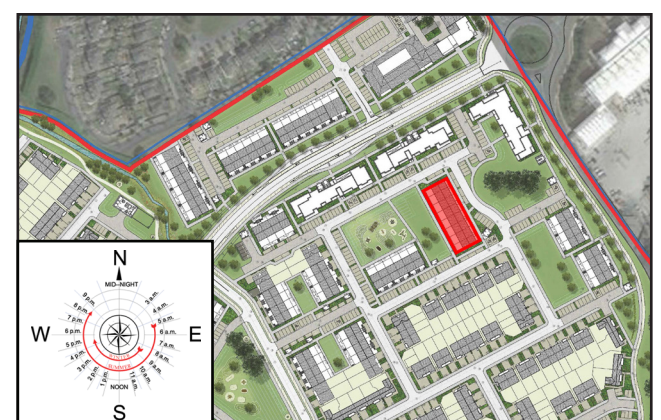 N
MID-NIGHT
9 p.m.
3 a.m.
8 p.m.
4 a.m.
7 p.m.
5 a.m.
W
6 p.m.
6 a.m.
E
5 p.m.
7 a.m.
4 p.m.
8 a.m.
3 p.m.
9 a.m.
2 p.m.
10 a.m.
1 p.m.
11 a.m.
SUMMER
NOON
S